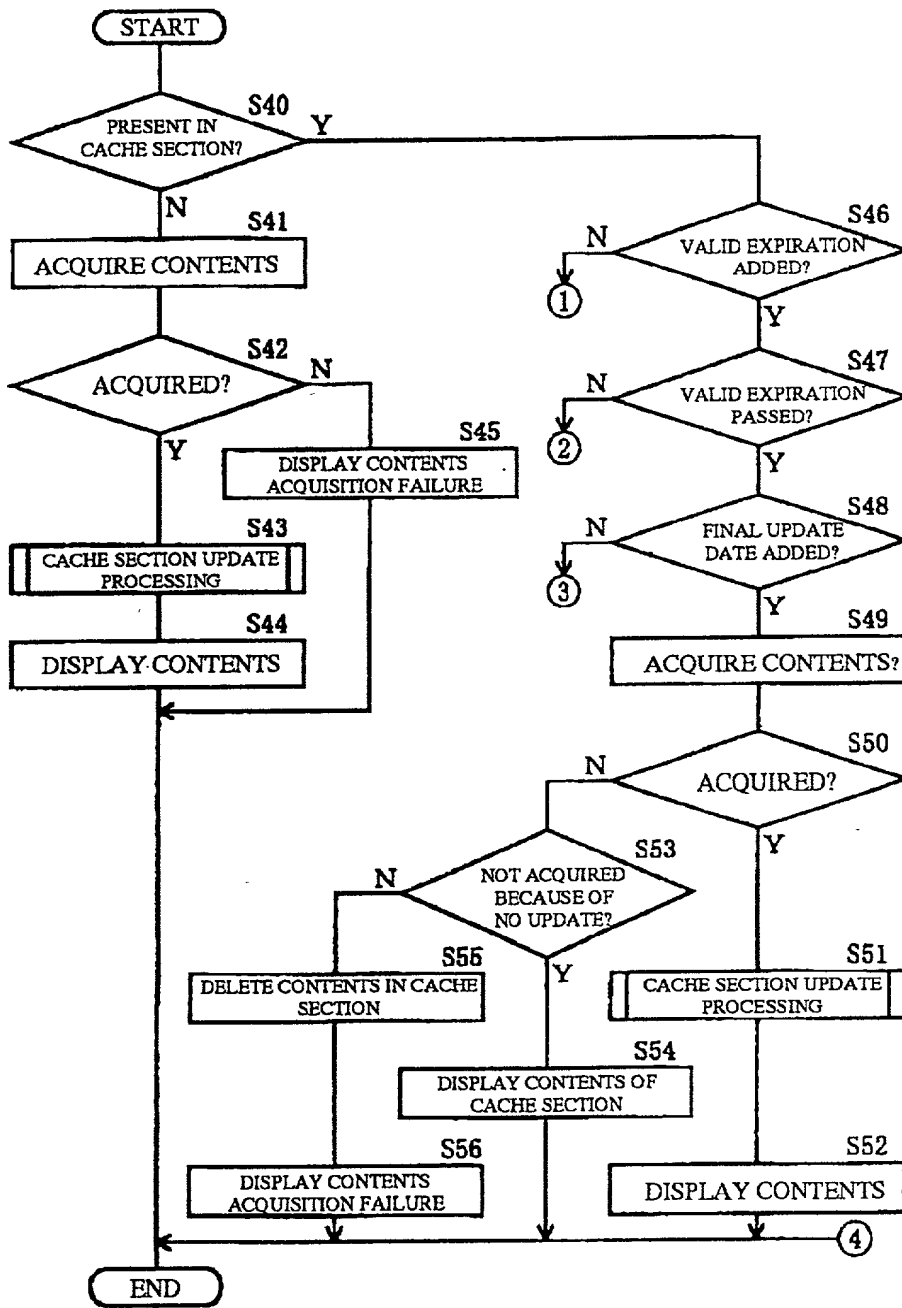 START
S40
PRESENT IN
CACHE SECTION?
Y
N
S41
ACQUIRE CONTENTS
S42
ACQUIRED?
N
Y
S45
DISPLAY CONTENTS
ACQUISITION FAILURE
S43
CACHE SECTION UPDATE
PROCESSING
S44
DISPLAY CONTENTS
S46
VALID EXPIRATION
ADDED?
N
1
Y
S47
VALID EXPIRATION
PASSED?
N
2
Y
S48
FINAL UPDATE
DATE ADDED?
N
3
Y
S49
ACQUIRE CONTENTS?
S50
ACQUIRED?
N
Y
S53
NOT ACQUIRED
BECAUSE OF
NO UPDATE?
N
Y
S55
DELETE CONTENTS IN CACHE
SECTION
S51
CACHE SECTION UPDATE
PROCESSING
S54
DISPLAY CONTENTS OF
CACHE SECTION
S56
DISPLAY CONTENTS
ACQUISITION FAILURE
S52
DISPLAY CONTENTS
4
END